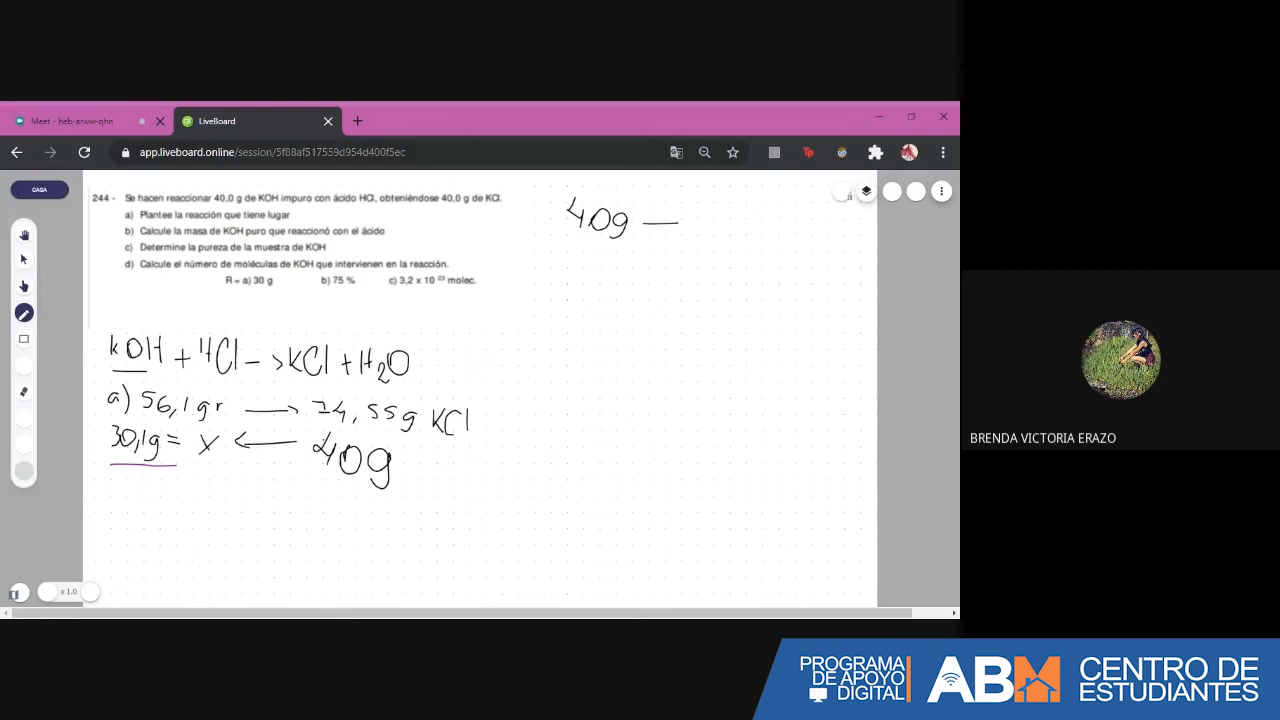 Meet - heb-anww-qhn
LiveBoard
app.liveboard.online/session/5f88af517559d954d400f5ec
CASA
244 - Se hacen reaccionar 40,0 g de KOH impuro con ácido HCl, obteniéndose 40,0 g de KCl.
a) Plantee la reacción que tiene lugar
b) Calcule la masa de KOH puro que reaccionó con el ácido
c) Determine la pureza de la muestra de KOH
d) Calcule el número de moléculas de KOH que intervienen en la reacción.
R = a) 30 g b) 75 % c) 3,2 x 10 23 molec.
40g —
KOH + HCl -> KCl + H2O
a) 56,1 gr —> 74,55g KCl
30,1g = x <— 40g
x 1.0
BRENDA VICTORIA ERAZO
PROGRAMA
DE APOYO
DIGITAL
ABM
CENTRO DE
ESTUDIANTES